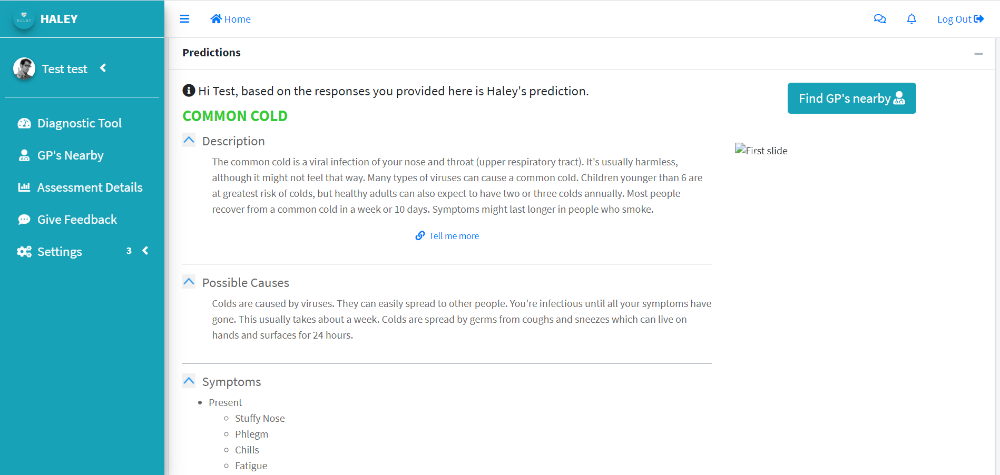 HALEY
HALEY
Home
Log Out
Test test
Diagnostic Tool
GP's Nearby
Assessment Details
Give Feedback
Settings 3
Predictions
Hi Test, based on the responses you provided here is Haley's prediction.
Find GP's nearby
COMMON COLD
Description
The common cold is a viral infection of your nose and throat (upper respiratory tract). It's usually harmless,
although it might not feel that way. Many types of viruses can cause a common cold. Children younger than 6 are
at greatest risk of colds, but healthy adults can also expect to have two or three colds annually. Most people
recover from a common cold in a week or 10 days. Symptoms might last longer in people who smoke.
First slide
Tell me more
Possible Causes
Colds are caused by viruses. They can easily spread to other people. You're infectious until all your symptoms have
gone. This usually takes about a week. Colds are spread by germs from coughs and sneezes which can live on
hands and surfaces for 24 hours.
Symptoms
Present
Stuffy Nose
Phlegm
Chills
Fatigue